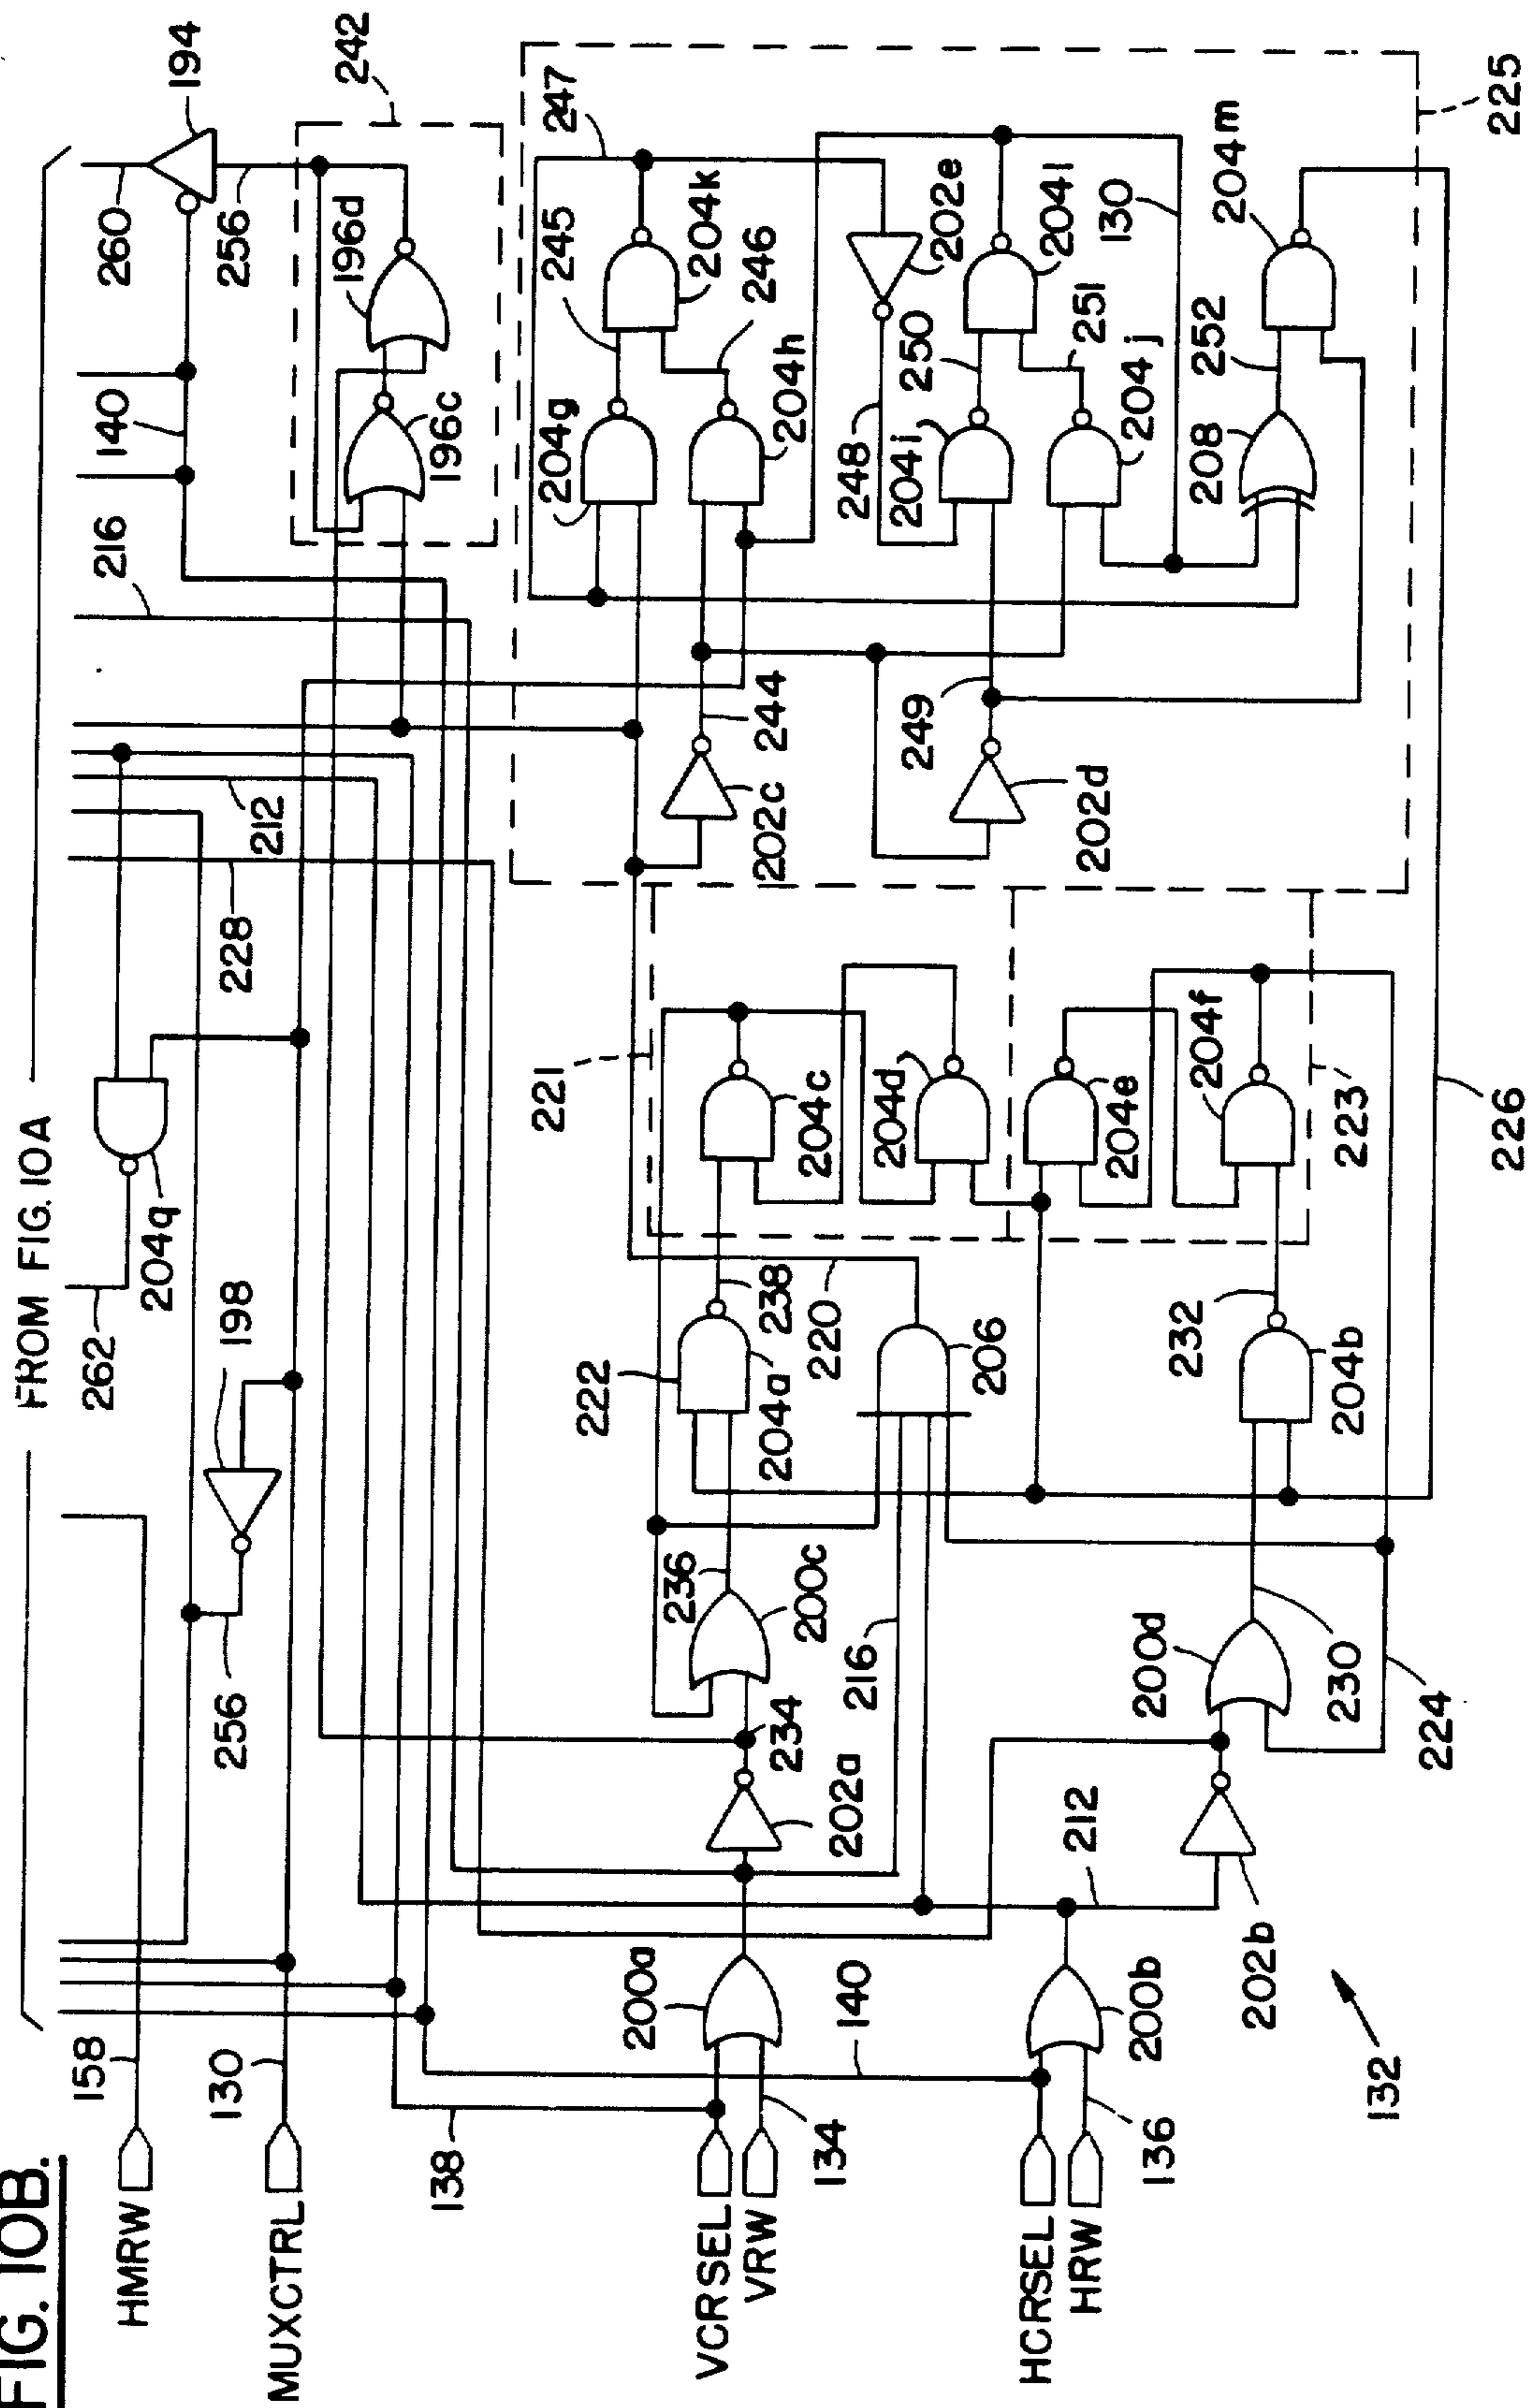 FIG. 10B.
FROM FIG. 10A
HMRW
158
MUXCTRL
130
VCRSEL
VRW
138
134
HCRSEL
HRW
136
140
132
200a
200b
202a
202b
212
216
234
236
200c
200d
230
224
256
198
262
204q
228
212
216
140
260
194
256
242
196d
196c
222
204a
238
220
206
232
204b
221
204c
204d
204e
204f
223
226
225
202c
244
249
202d
204g
204h
245
246
204k
247
248
202e
204i
250
204l
251
204j
130
208
252
204m